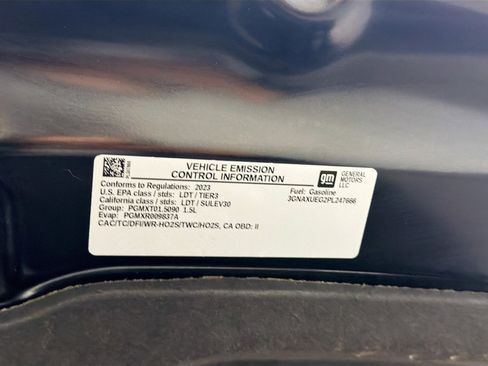 VEHICLE EMISSION
CONTROL INFORMATION
gm
GENERAL
MOTORS
LLC
Conforms to Regulations: 2023
U.S. EPA class / stds: LDT / TIER3
California class / stds: LDT / SULEV30
Group: PGMXT01.5090 1.5L
Evap: PGMXR009837A
CAC/TC/DFI/WR-HO2S/TWC/HO2S, CA OBD: II
Fuel: Gasoline
3GNAXUEG2PL247666